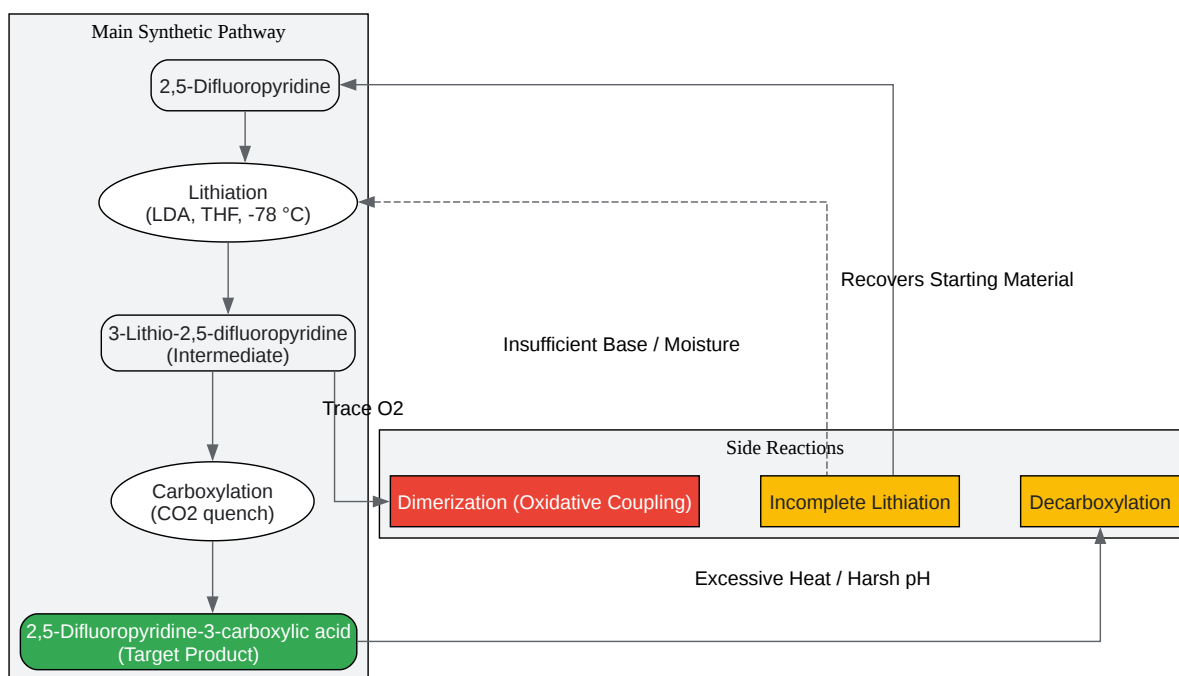 Main Synthetic Pathway
2,5-Difluoropyridine
Lithiation
(LDA, THF, -78 °C)
Recovers Starting Material
3-Lithio-2,5-difluoropyridine
(Intermediate)
Insufficient Base / Moisture
Trace O2
Side Reactions
Carboxylation
(CO2 quench)
Dimerization (Oxidative Coupling)
Incomplete Lithiation
Decarboxylation
Excessive Heat / Harsh pH
2,5-Difluoropyridine-3-carboxylic acid
(Target Product)